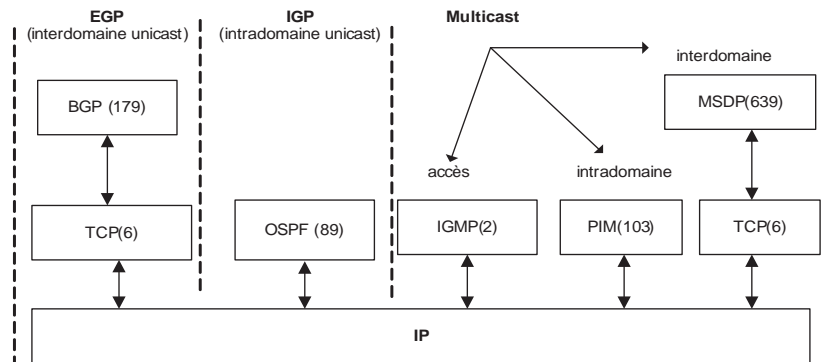 EGP
(interdomaine unicast)
IGP
(intradomaine unicast)
Multicast
interdomaine
BGP (179)
MSDP(639)
accès
intradomaine
TCP(6)
OSPF (89)
IGMP(2)
PIM(103)
TCP(6)
IP